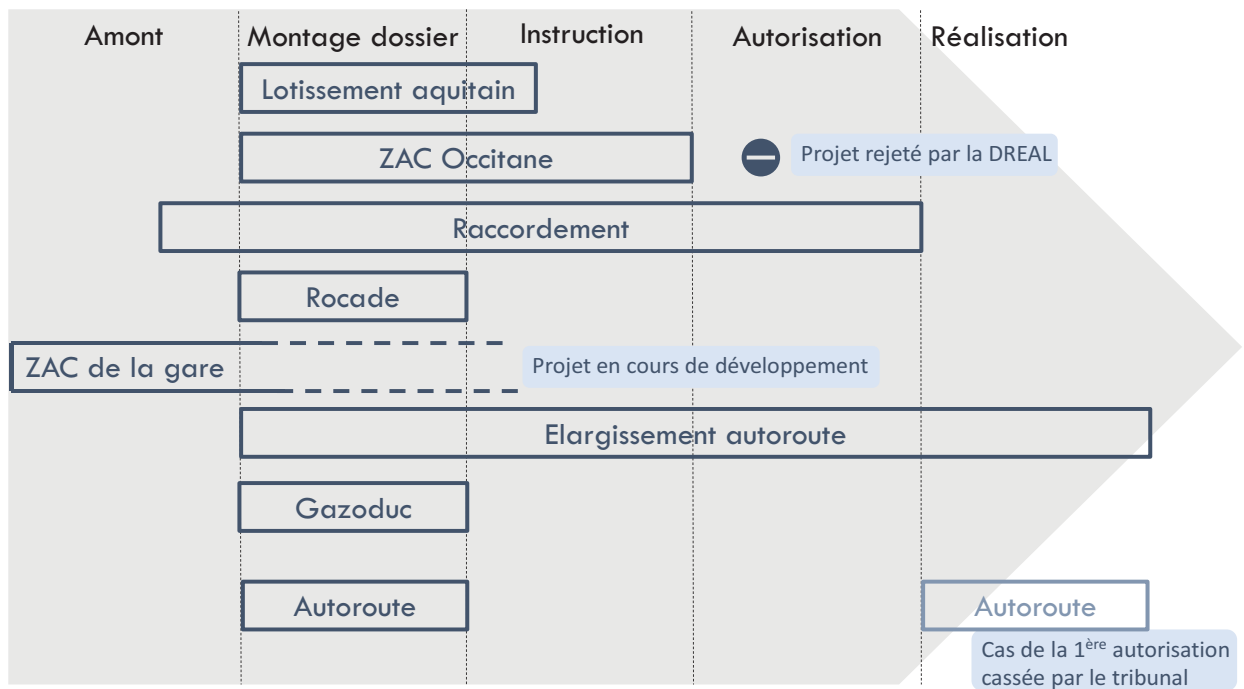 Amont
Montage dossier
Instruction
Autorisation
Réalisation
Lotissement aquitain
ZAC Occitane
Projet rejeté par la DREAL
Raccordement
Rocade
ZAC de la gare
Projet en cours de développement
Elargissement autoroute
Gazoduc
Autoroute
Autoroute
Cas de la 1ère autorisation
cassée par le tribunal